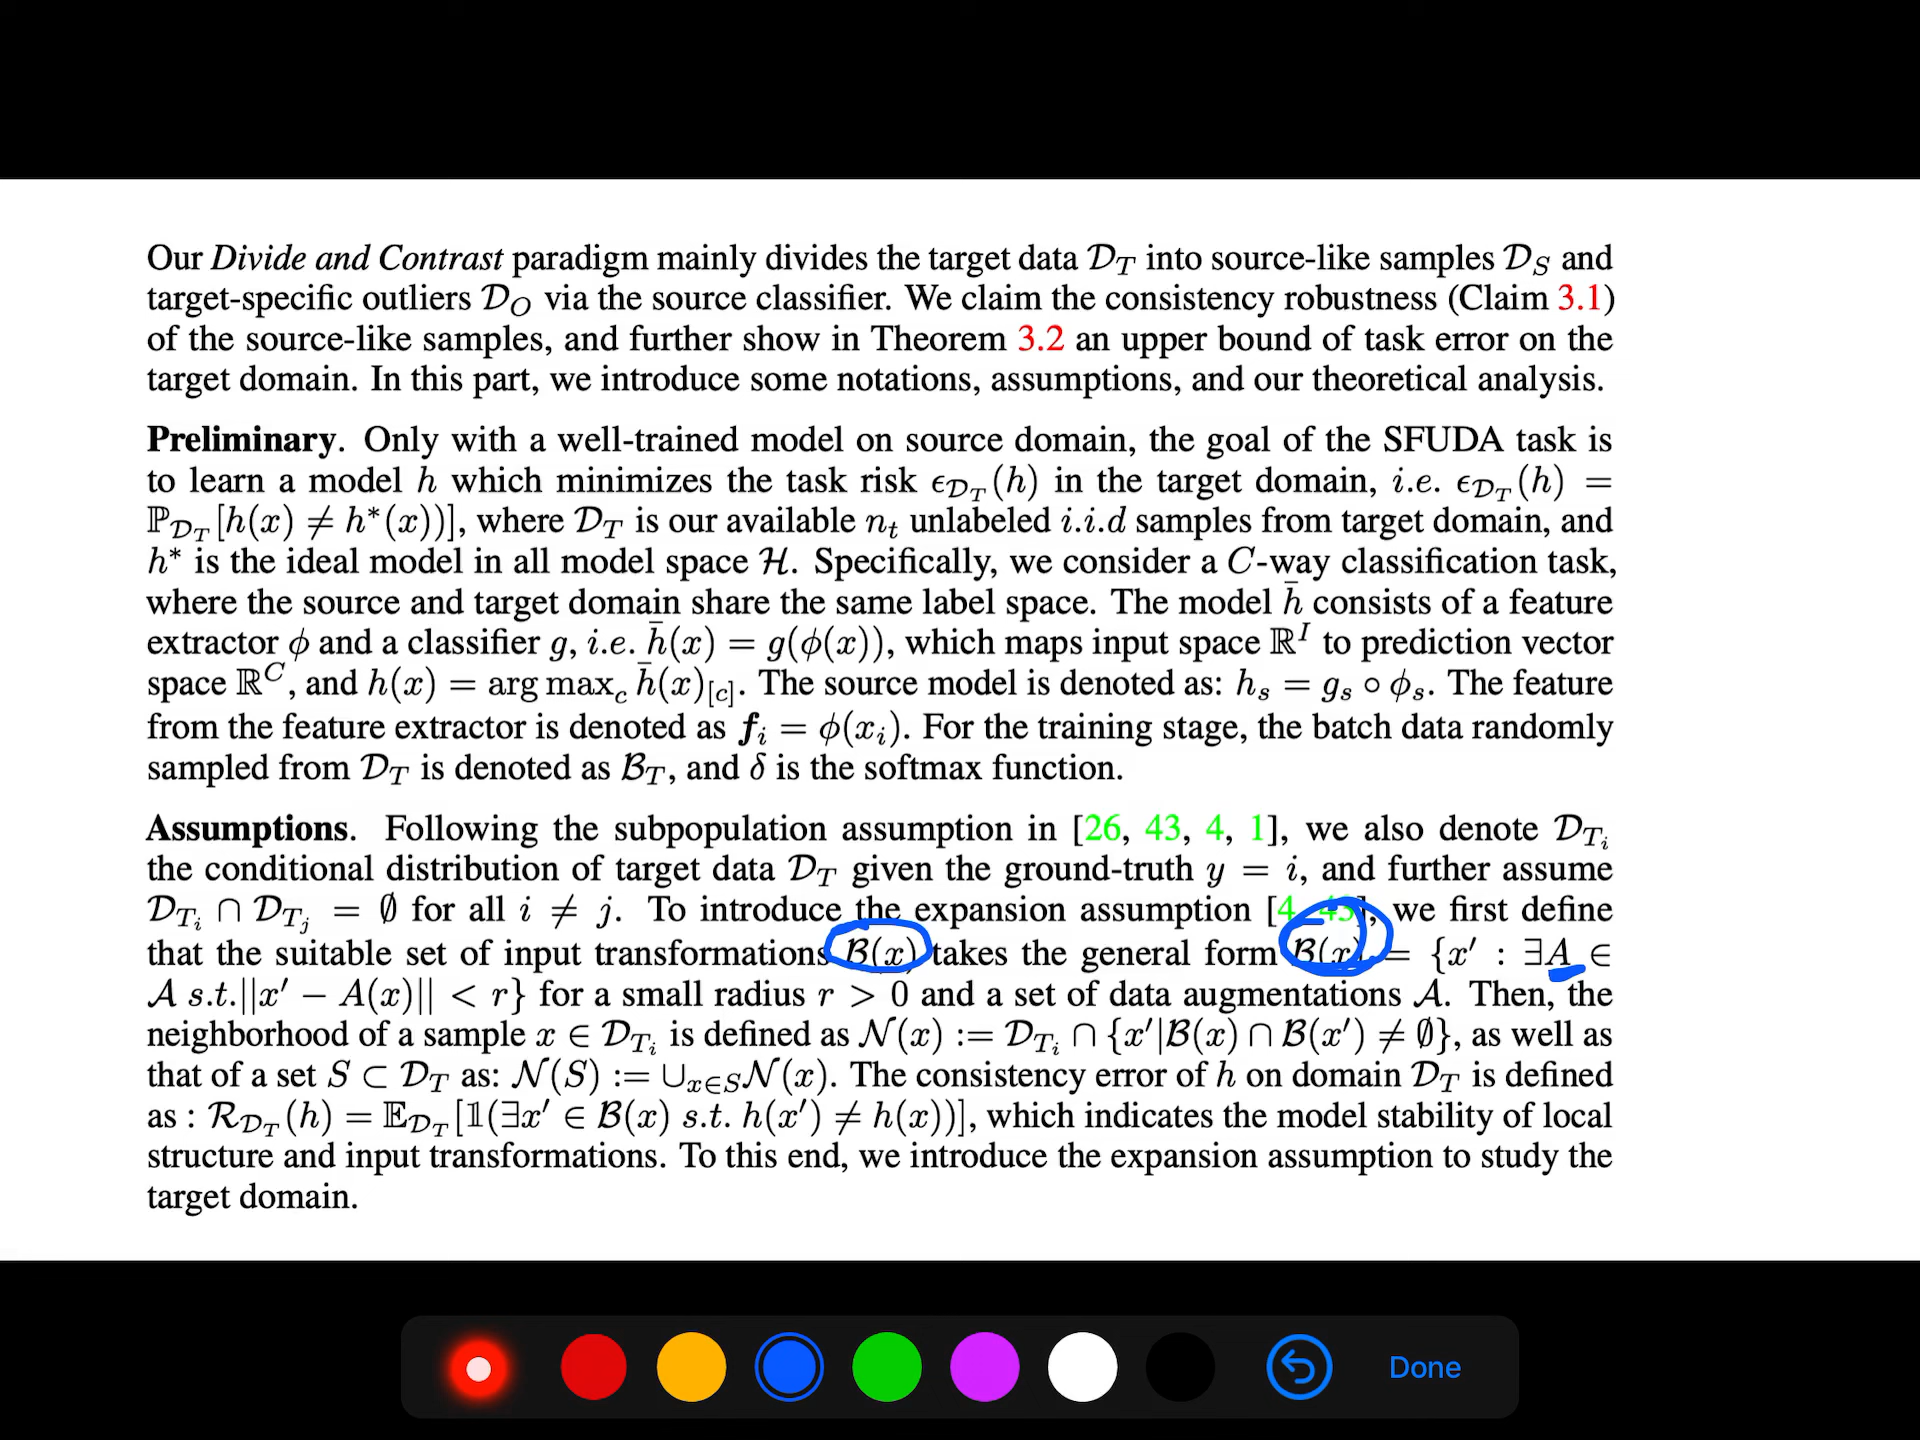 Our Divide and Contrast paradigm mainly divides the target data 𝒟_T into source-like samples 𝒟_S and
target-specific outliers 𝒟_O via the source classifier. We claim the consistency robustness (Claim 3.1)
of the source-like samples, and further show in Theorem 3.2 an upper bound of task error on the
target domain. In this part, we introduce some notations, assumptions, and our theoretical analysis.
Preliminary. Only with a well-trained model on source domain, the goal of the SFUDA task is
to learn a model h which minimizes the task risk ϵ_{𝒟_T}(h) in the target domain, i.e. ϵ_{𝒟_T}(h) =
ℙ_{𝒟_T}[h(x) ≠ h*(x))], where 𝒟_T is our available n_t unlabeled i.i.d samples from target domain, and
h* is the ideal model in all model space ℋ. Specifically, we consider a C-way classification task,
where the source and target domain share the same label space. The model h̄ consists of a feature
extractor ϕ and a classifier g, i.e. h̄(x) = g(ϕ(x)), which maps input space ℝ^I to prediction vector
space ℝ^C, and h(x) = arg max_c h̄(x)_{[c]}. The source model is denoted as: h_s = g_s ∘ ϕ_s. The feature
from the feature extractor is denoted as f_i = ϕ(x_i). For the training stage, the batch data randomly
sampled from 𝒟_T is denoted as ℬ_T, and δ is the softmax function.
Assumptions. Following the subpopulation assumption in [26, 43, 4, 1], we also denote 𝒟_{T_i}
the conditional distribution of target data 𝒟_T given the ground-truth y = i, and further assume
𝒟_{T_i} ∩ 𝒟_{T_j} = ∅ for all i ≠ j. To introduce the expansion assumption [4, 43], we first define
that the suitable set of input transformations ℬ(x) takes the general form ℬ(x) = {x′ : ∃A ∈
𝒜 s.t.||x′ − A(x)|| < r} for a small radius r > 0 and a set of data augmentations 𝒜. Then, the
neighborhood of a sample x ∈ 𝒟_{T_i} is defined as 𝒩(x) := 𝒟_{T_i} ∩ {x′|ℬ(x) ∩ ℬ(x′) ≠ ∅}, as well as
that of a set S ⊂ 𝒟_T as: 𝒩(S) := ∪_{x∈S}𝒩(x). The consistency error of h on domain 𝒟_T is defined
as : ℛ_{𝒟_T}(h) = 𝔼_{𝒟_T}[𝟙(∃x′ ∈ ℬ(x) s.t. h(x′) ≠ h(x))], which indicates the model stability of local
structure and input transformations. To this end, we introduce the expansion assumption to study the
target domain.
Done